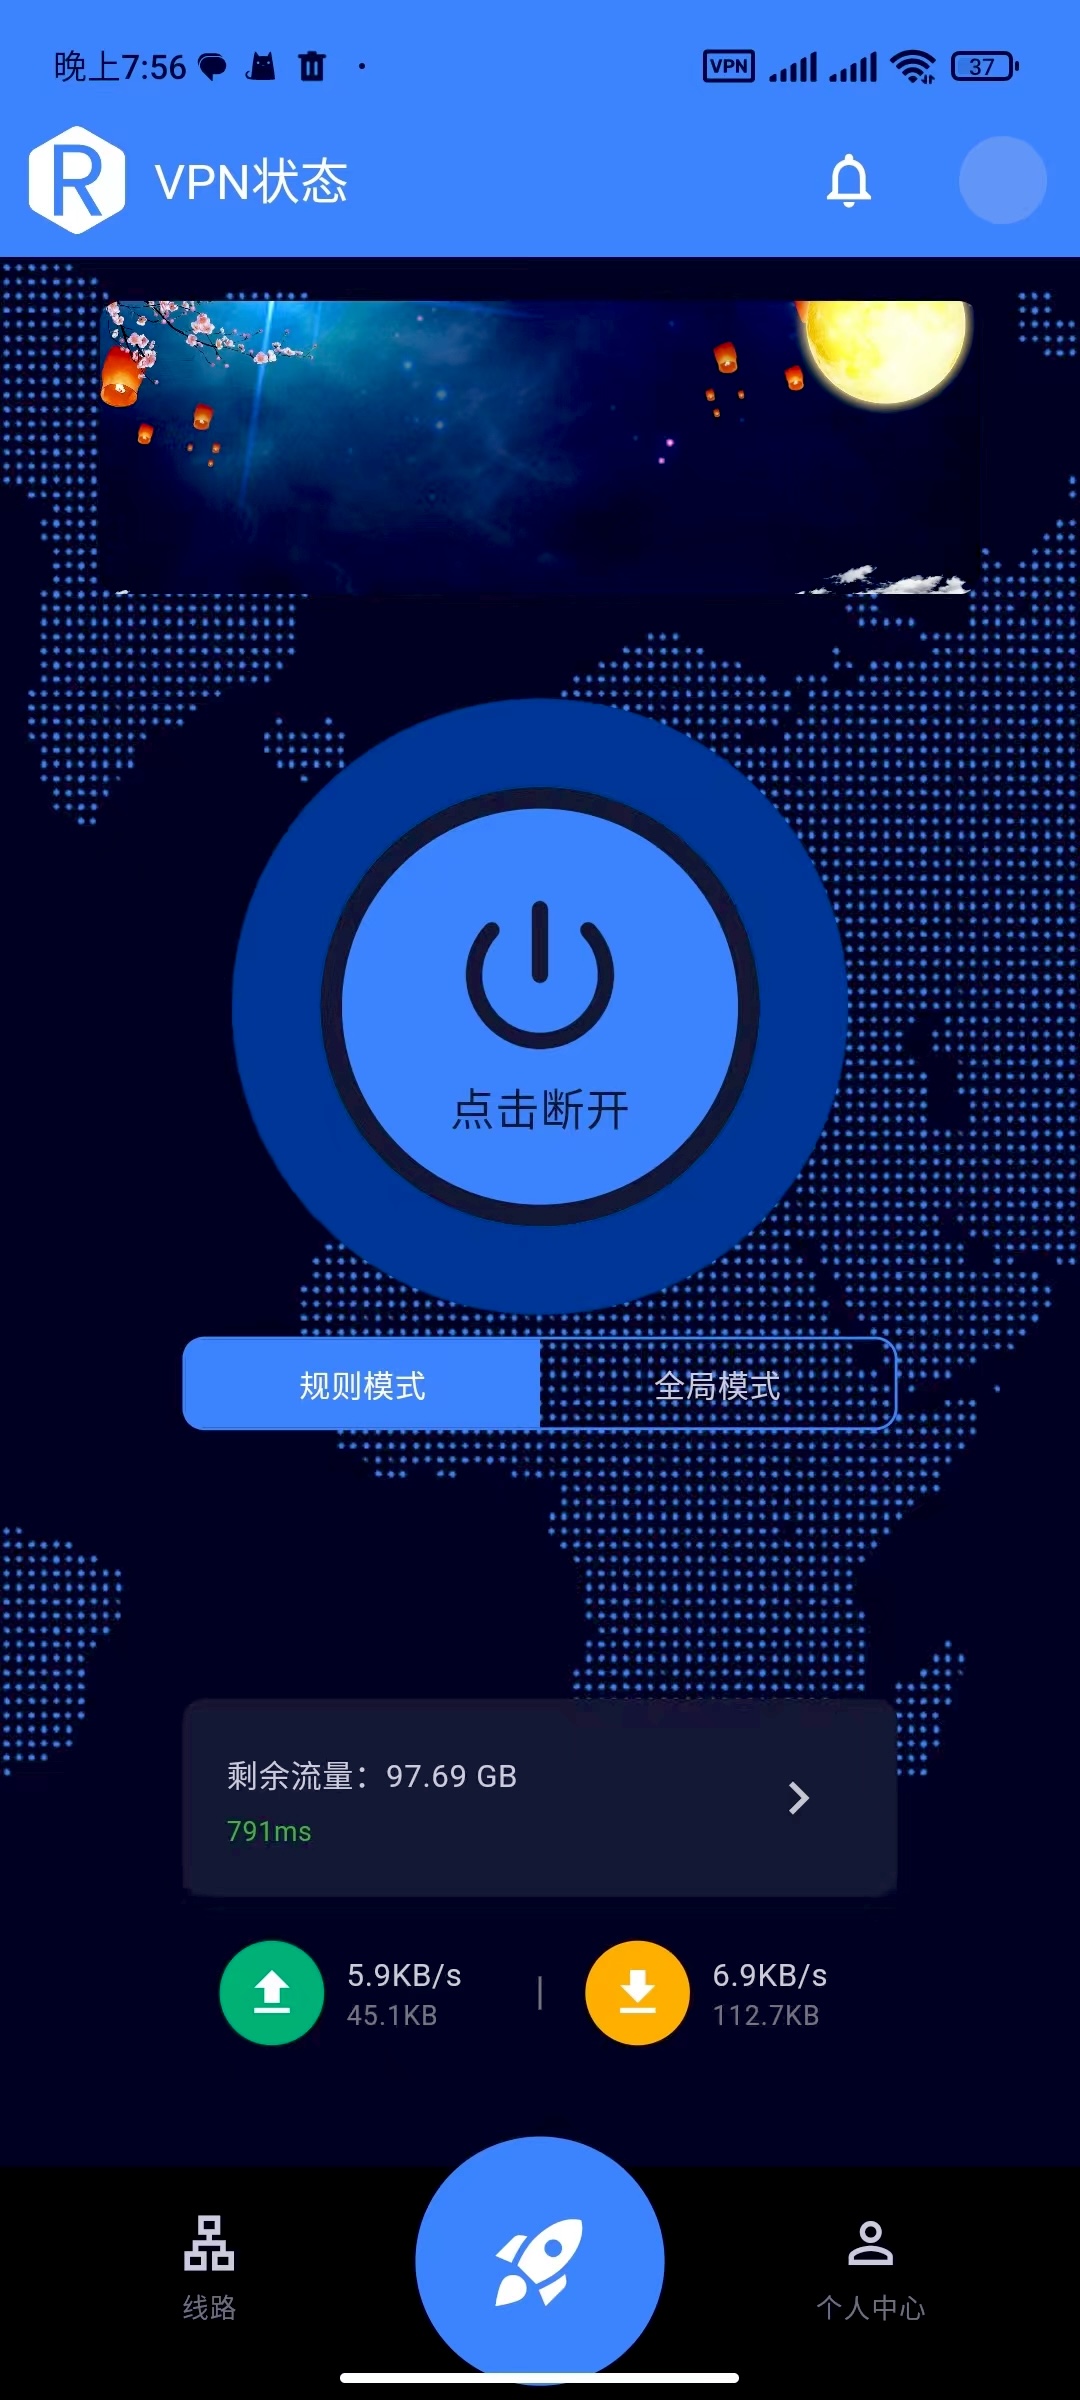 晚上7:56
VPN
37
R
VPN状态
点击断开
规则模式
全局模式
剩余流量：97.69 GB
791ms
5.9KB/s
45.1KB
6.9KB/s
112.7KB
线路
个人中心